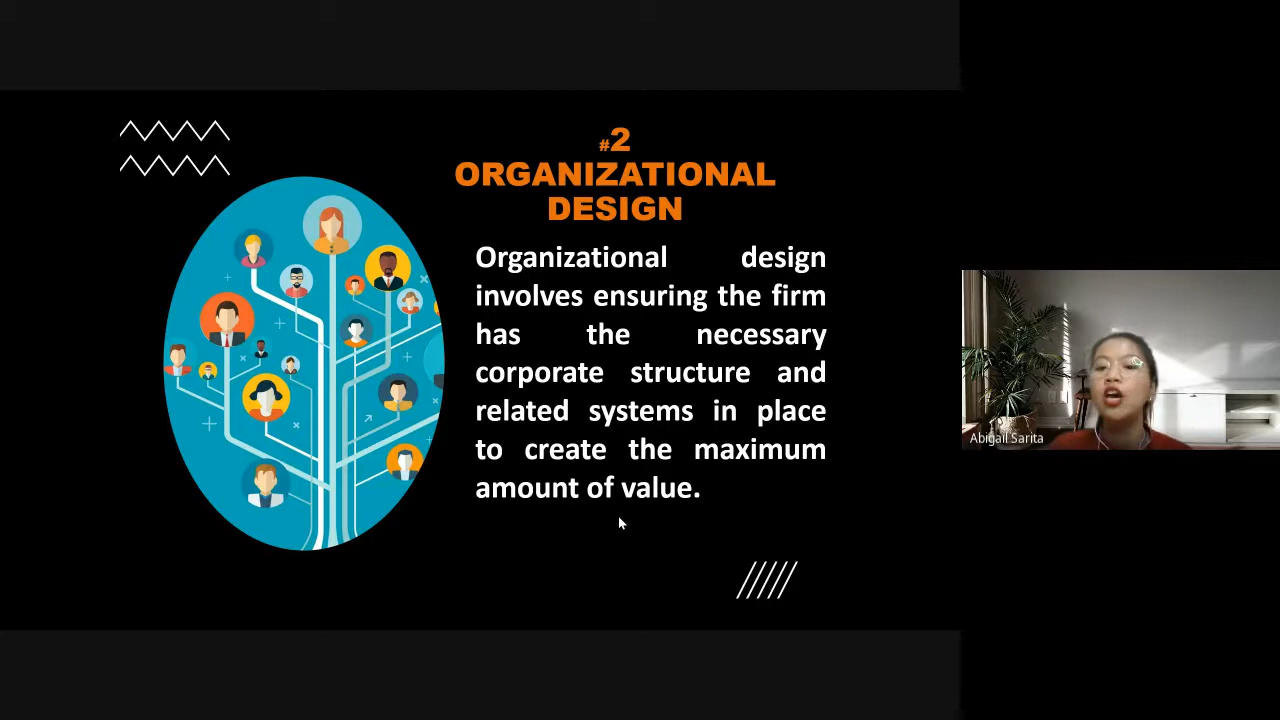 #2
ORGANIZATIONAL
DESIGN
Organizational design
involves ensuring the firm
has the necessary
corporate structure and
related systems in place
to create the maximum
amount of value.
Abigail Sarita